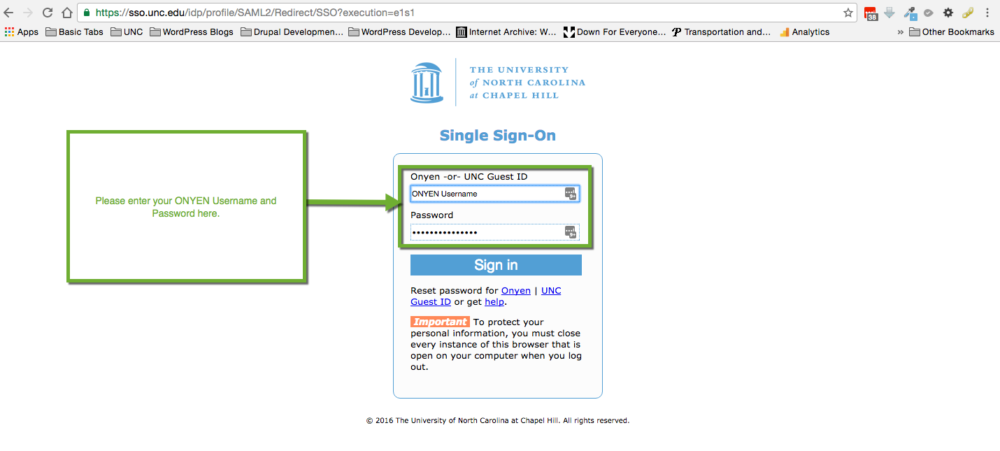 https://sso.unc.edu/idp/profile/SAML2/Redirect/SSO?execution=e1s1
38
Apps Basic Tabs UNC WordPress Blogs Drupal Developmen... WordPress Develop... Internet Archive: W... Down For Everyone... Transportation and... Analytics » Other Bookmarks
THE UNIVERSITY
of NORTH CAROLINA
at CHAPEL HILL
Single Sign-On
Please enter your ONYEN Username and
Password here.
Onyen -or- UNC Guest ID
ONYEN Username
9+
Password
•••••••••••••••
9+
Sign in
Reset password for Onyen | UNC
Guest ID or get help.
Important To protect your
personal information, you must close
every instance of this browser that is
open on your computer when you log
out.
© 2016 The University of North Carolina at Chapel Hill. All rights reserved.